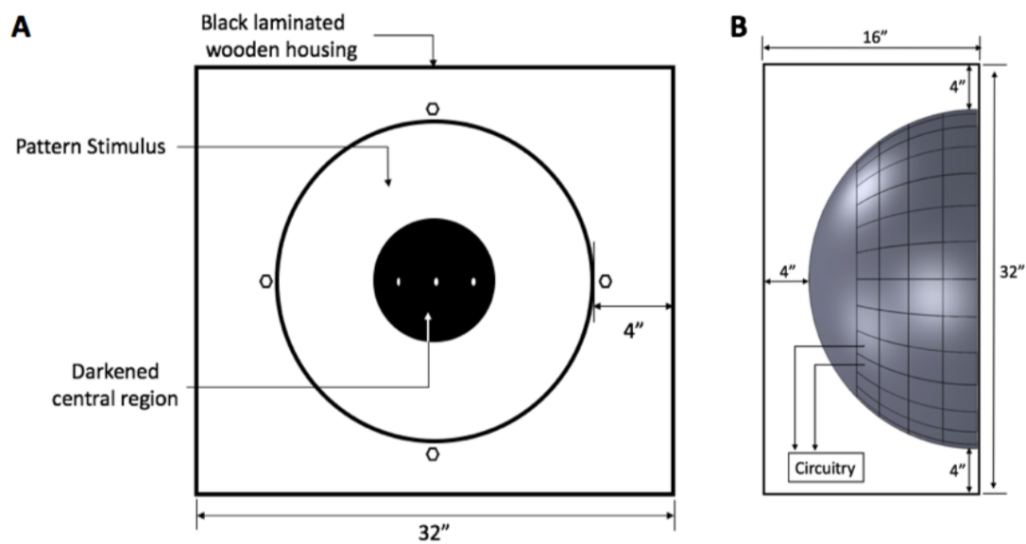 A
Black laminated
wooden housing
Pattern Stimulus
Darkened
central region
4”
32”
B
16”
4”
4”
32”
Circuitry
4”